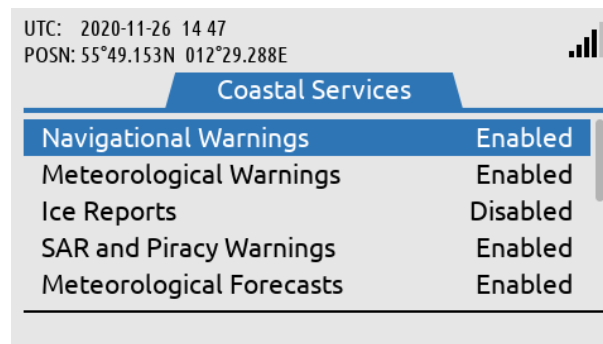 UTC: 2020-11-26 14 47
POSN: 55°49.153N 012°29.288E
Coastal Services
Navigational Warnings Enabled
Meteorological Warnings Enabled
Ice Reports Disabled
SAR and Piracy Warnings Enabled
Meteorological Forecasts Enabled